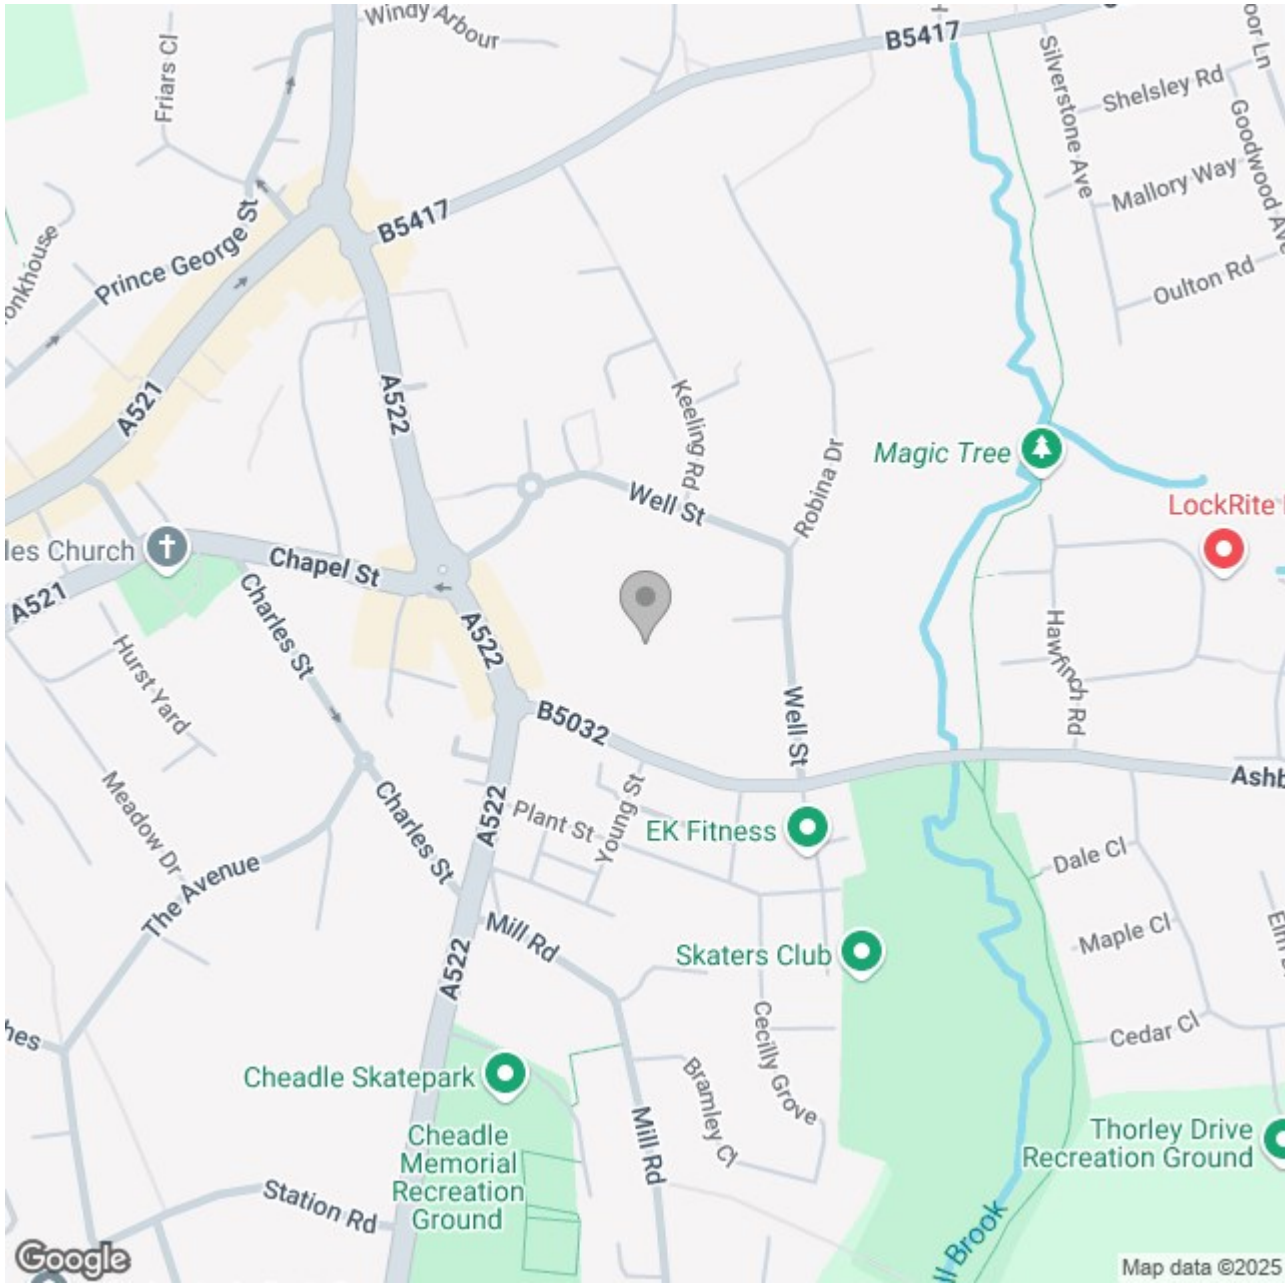 Windy Arbour
B5417
Friars Cl
Silverstone Ave
Shelsley Rd
Goodwood Ave
Mallory Way
Prince George St
B5417
Oulton Rd
A521
A522
Keeling Rd
Robina Dr
Magic Tree
Well St
LockRite
Chapel St
Church
A521
Charles St
Hurst Yard
A522
Hawfinch Rd
Well St
B5032
Meadow Dr
Charles St
A522
Plant St
Young St
EK Fitness
Dale Cl
The Avenue
Mill Rd
Maple Cl
Skaters Club
A522
Cecilly Grove
Cedar Cl
Cheadle Skatepark
Bramley Cl
Mill Rd
Cheadle
Memorial
Recreation
Ground
Thorley Drive
Recreation Ground
Station Rd
Brook
Google
Map data ©2025